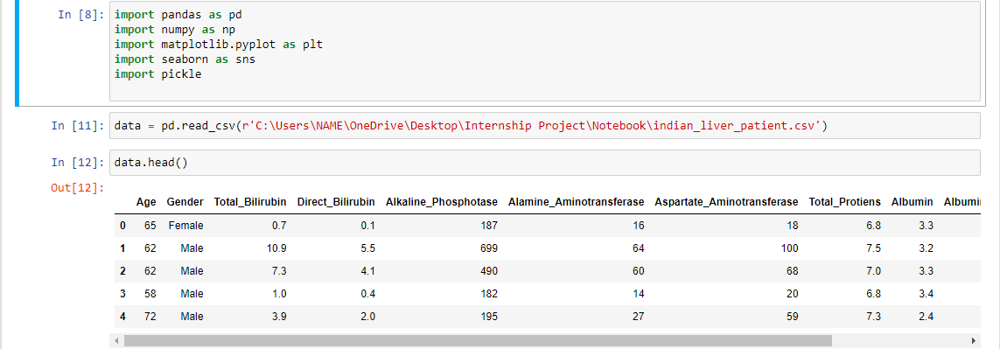 In [8]: import pandas as pd
import numpy as np
import matplotlib.pyplot as plt
import seaborn as sns
import pickle
In [11]: data = pd.read_csv(r'C:\Users\NAME\OneDrive\Desktop\Internship Project\Notebook\indian_liver_patient.csv')
In [12]: data.head()
Out[12]:
Age Gender Total_Bilirubin Direct_Bilirubin Alkaline_Phosphotase Alamine_Aminotransferase Aspartate_Aminotransferase Total_Protiens Albumin
0 65 Female 0.7 0.1 187 16 18 6.8 3.3
1 62 Male 10.9 5.5 699 64 100 7.5 3.2
2 62 Male 7.3 4.1 490 60 68 7.0 3.3
3 58 Male 1.0 0.4 182 14 20 6.8 3.4
4 72 Male 3.9 2.0 195 27 59 7.3 2.4